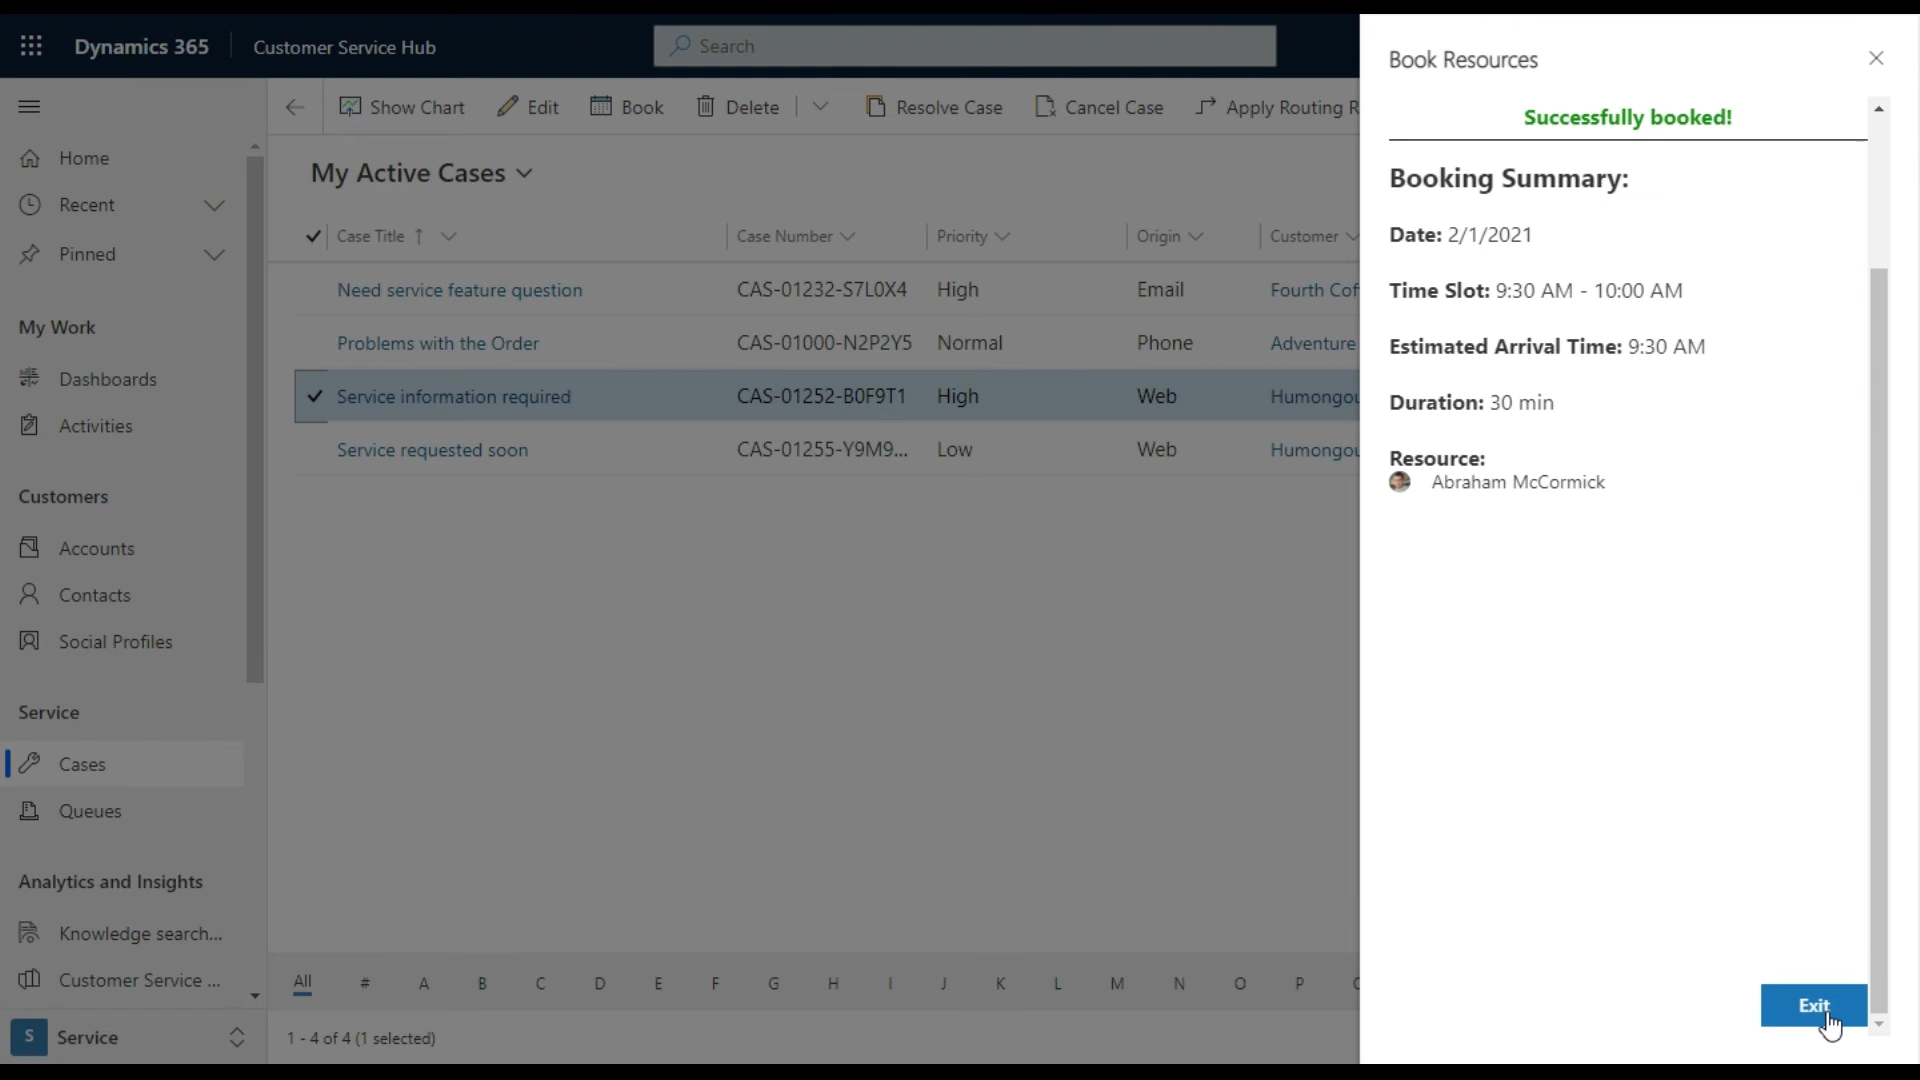 Dynamics 365
Customer Service Hub
Search
Show Chart
Edit
Book
Delete
Resolve Case
Cancel Case
Apply Routing R
Home
Recent
Pinned
My Work
Dashboards
Activities
Customers
Accounts
Contacts
Social Profiles
Service
Cases
Queues
Analytics and Insights
Knowledge search...
Customer Service ...
S Service
My Active Cases
Case Title Case Number Priority Origin Customer
Need service feature question CAS-01232-S7L0X4 High Email Fourth Cof
Problems with the Order CAS-01000-N2P2Y5 Normal Phone Adventure
Service information required CAS-01252-B0F9T1 High Web Humongou
Service requested soon CAS-01255-Y9M9... Low Web Humongou
All # A B C D E F G H I J K L M N O P
1 - 4 of 4 (1 selected)
Book Resources
Successfully booked!
Booking Summary:
Date: 2/1/2021
Time Slot: 9:30 AM - 10:00 AM
Estimated Arrival Time: 9:30 AM
Duration: 30 min
Resource:
Abraham McCormick
Exit